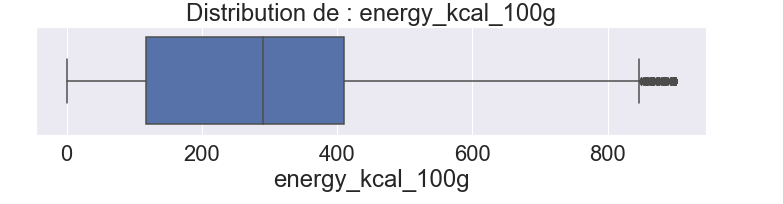 Distribution de : energy_kcal_100g
0 200 400 600 800
energy_kcal_100g